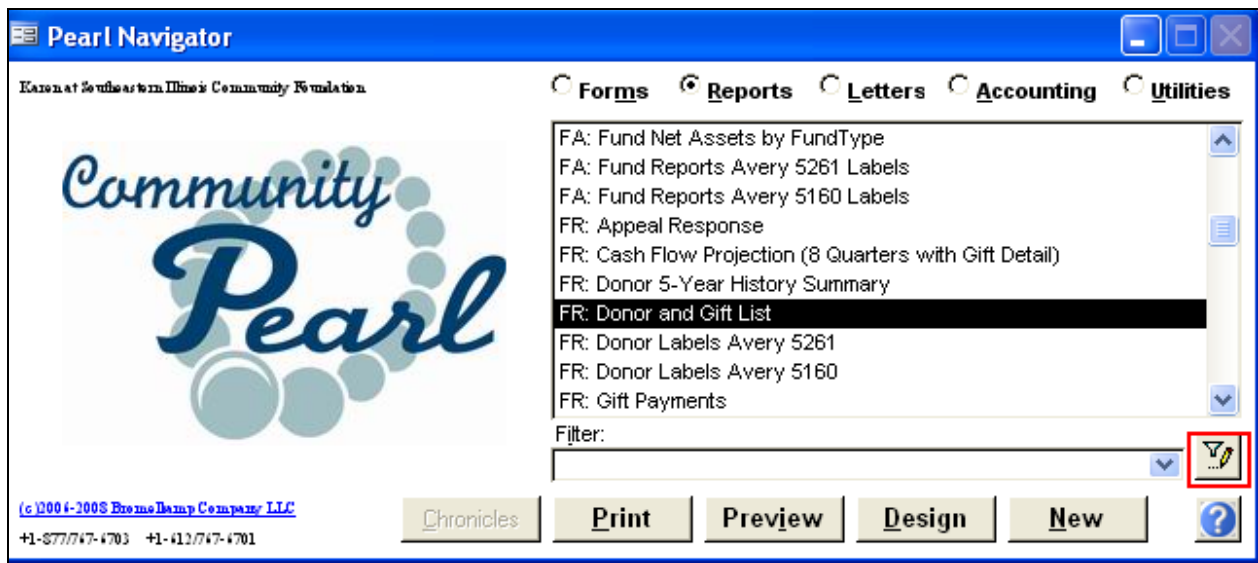 Pearl Navigator
Karen at Southeastern Illinois Community Foundation
Forms Reports Letters Accounting Utilities
Community
Pearl
FA: Fund Net Assets by FundType
FA: Fund Reports Avery 5261 Labels
FA: Fund Reports Avery 5160 Labels
FR: Appeal Response
FR: Cash Flow Projection (8 Quarters with Gift Detail)
FR: Donor 5-Year History Summary
FR: Donor and Gift List
FR: Donor Labels Avery 5261
FR: Donor Labels Avery 5160
FR: Gift Payments
Filter:
(c)2004-2008 Bromelkamp Company LLC
+1-877/767-6703 +1-612/767-6701
Chronicles Print Preview Design New ?